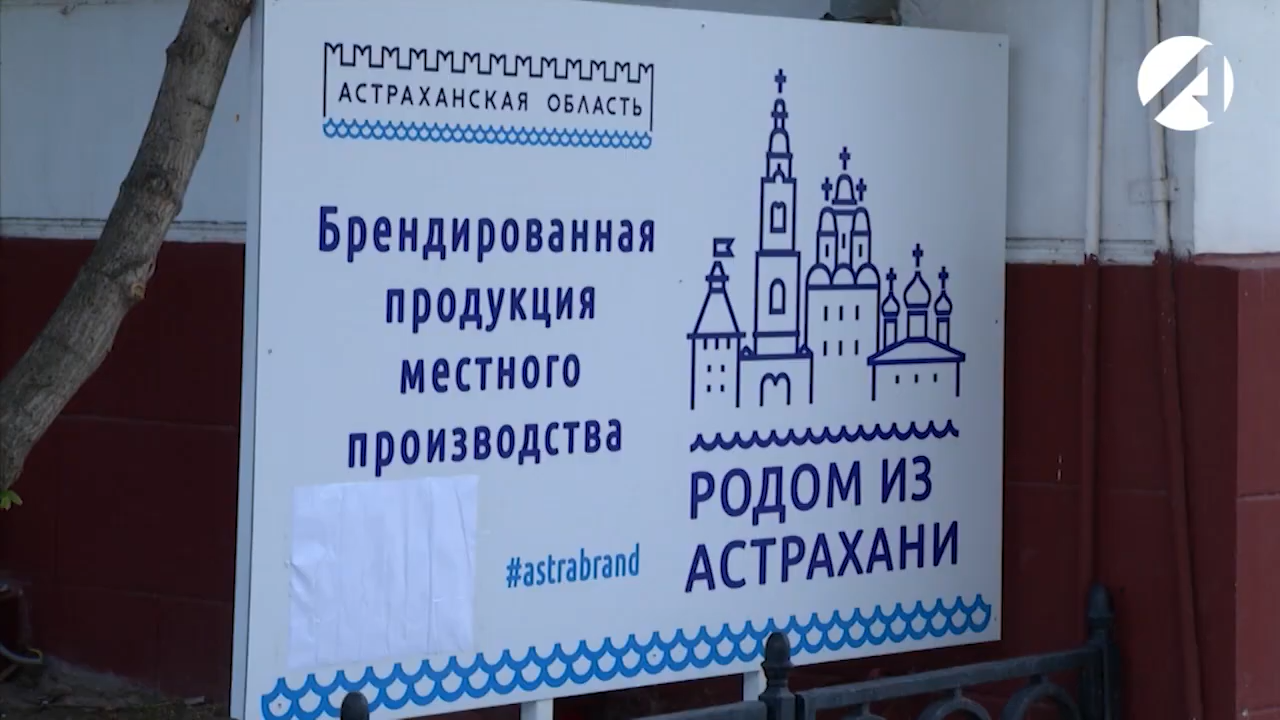 АСТРАХАНСКАЯ ОБЛАСТЬ
Брендированная
продукция
местного
производства
#astrabrand
РОДОМ ИЗ
АСТРАХАНИ